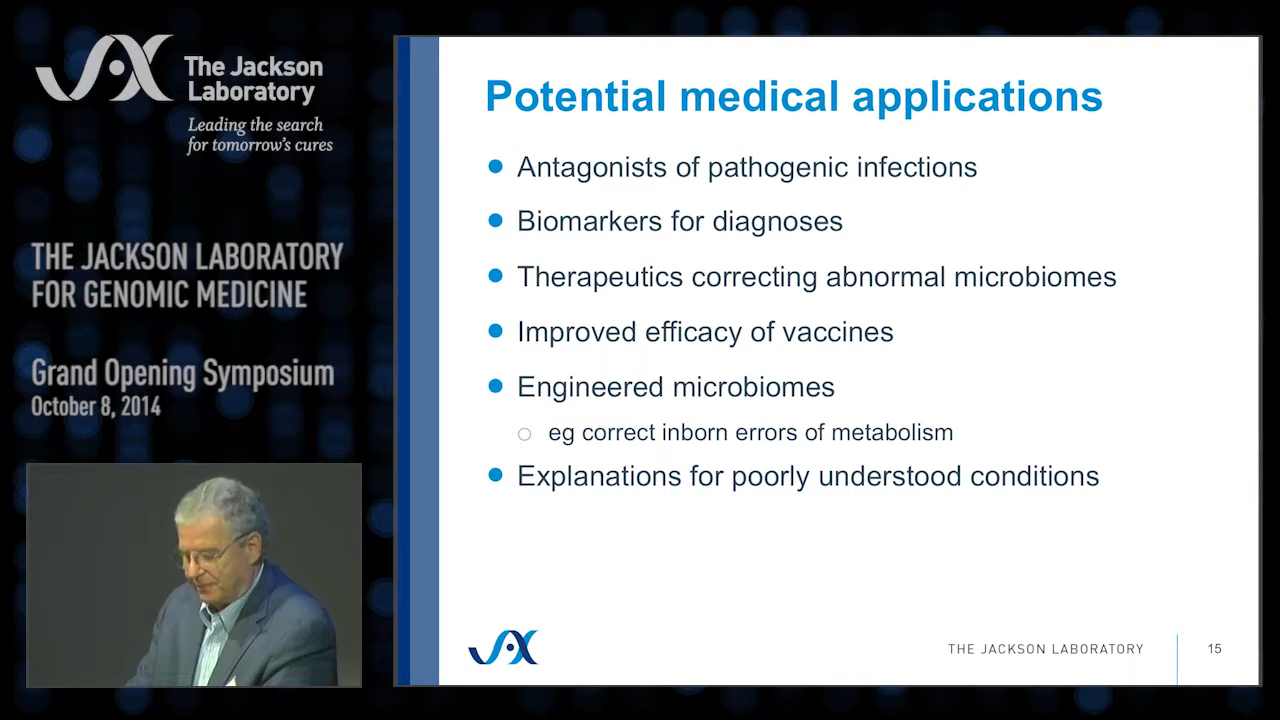 JAX
The Jackson
Laboratory
Leading the search
for tomorrow's cures
THE JACKSON LABORATORY
FOR GENOMIC MEDICINE
Grand Opening Symposium
October 8, 2014
Potential medical applications
Antagonists of pathogenic infections
Biomarkers for diagnoses
Therapeutics correcting abnormal microbiomes
Improved efficacy of vaccines
Engineered microbiomes
eg correct inborn errors of metabolism
Explanations for poorly understood conditions
JAX
THE JACKSON LABORATORY
15